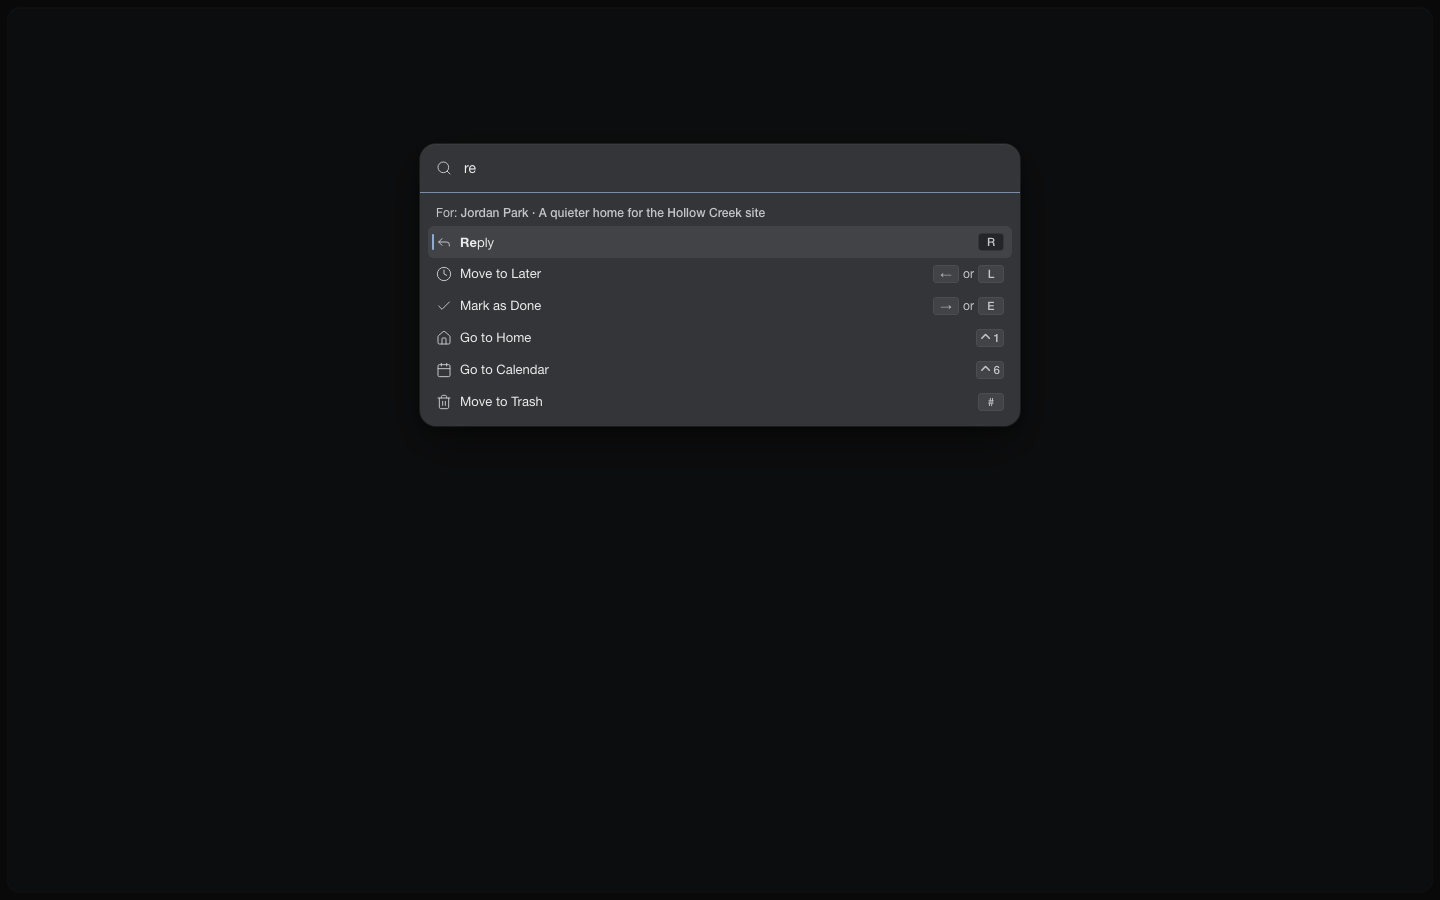 re
For: Jordan Park · A quieter home for the Hollow Creek site
Reply R
Move to Later ← or L
Mark as Done → or E
Go to Home ^ 1
Go to Calendar ^ 6
Move to Trash #